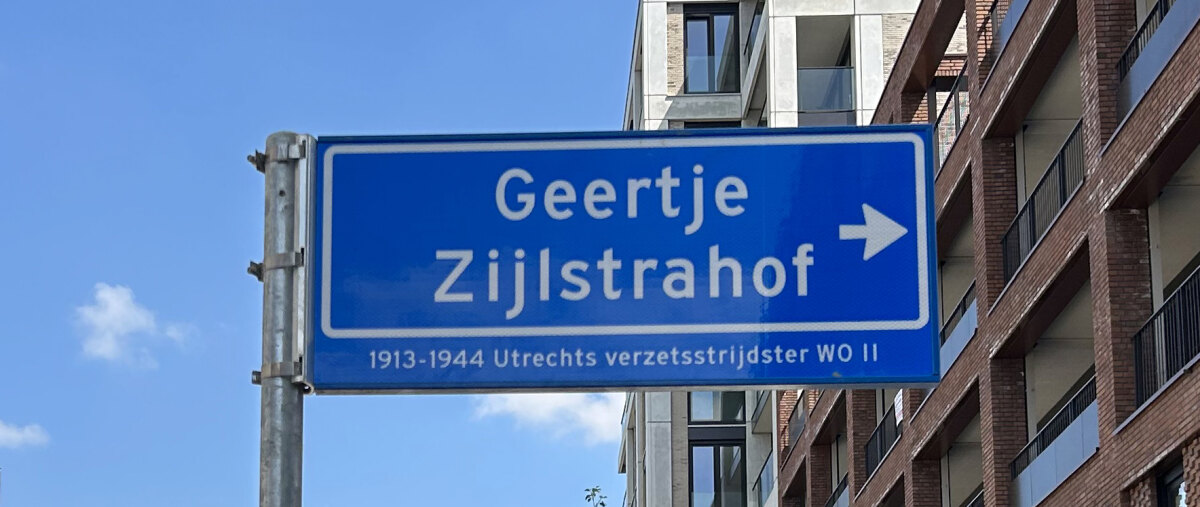 Geertje
Zijlstrahof
1913-1944 Utrechts verzetsstrijdster WO II